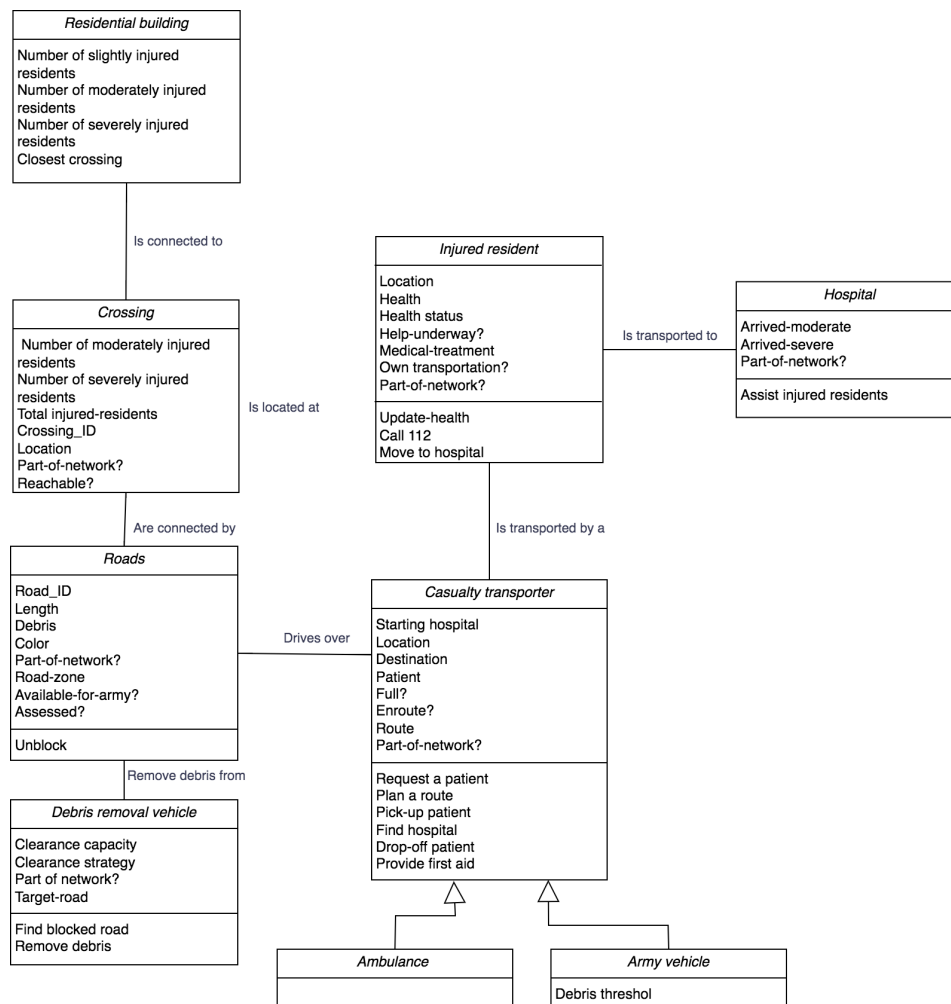 Residential building
Number of slightly injured
residents
Number of moderately injured
residents
Number of severely injured
residents
Closest crossing
Is connected to
Crossing
Number of moderately injured
residents
Number of severely injured
residents
Total injured-residents
Crossing_ID
Location
Part-of-network?
Reachable?
Is located at
Injured resident
Location
Health
Health status
Help-underway?
Medical-treatment
Own transportation?
Part-of-network?
Update-health
Call 112
Move to hospital
Is transported to
Hospital
Arrived-moderate
Arrived-severe
Part-of-network?
Assist injured residents
Are connected by
Is transported by a
Roads
Road_ID
Length
Debris
Color
Part-of-network?
Road-zone
Available-for-army?
Assessed?
Unblock
Drives over
Casualty transporter
Starting hospital
Location
Destination
Patient
Full?
Enroute?
Route
Part-of-network?
Request a patient
Plan a route
Pick-up patient
Find hospital
Drop-off patient
Provide first aid
Remove debris from
Debris removal vehicle
Clearance capacity
Clearance strategy
Part of network?
Target-road
Find blocked road
Remove debris
Ambulance
Army vehicle
Debris threshol